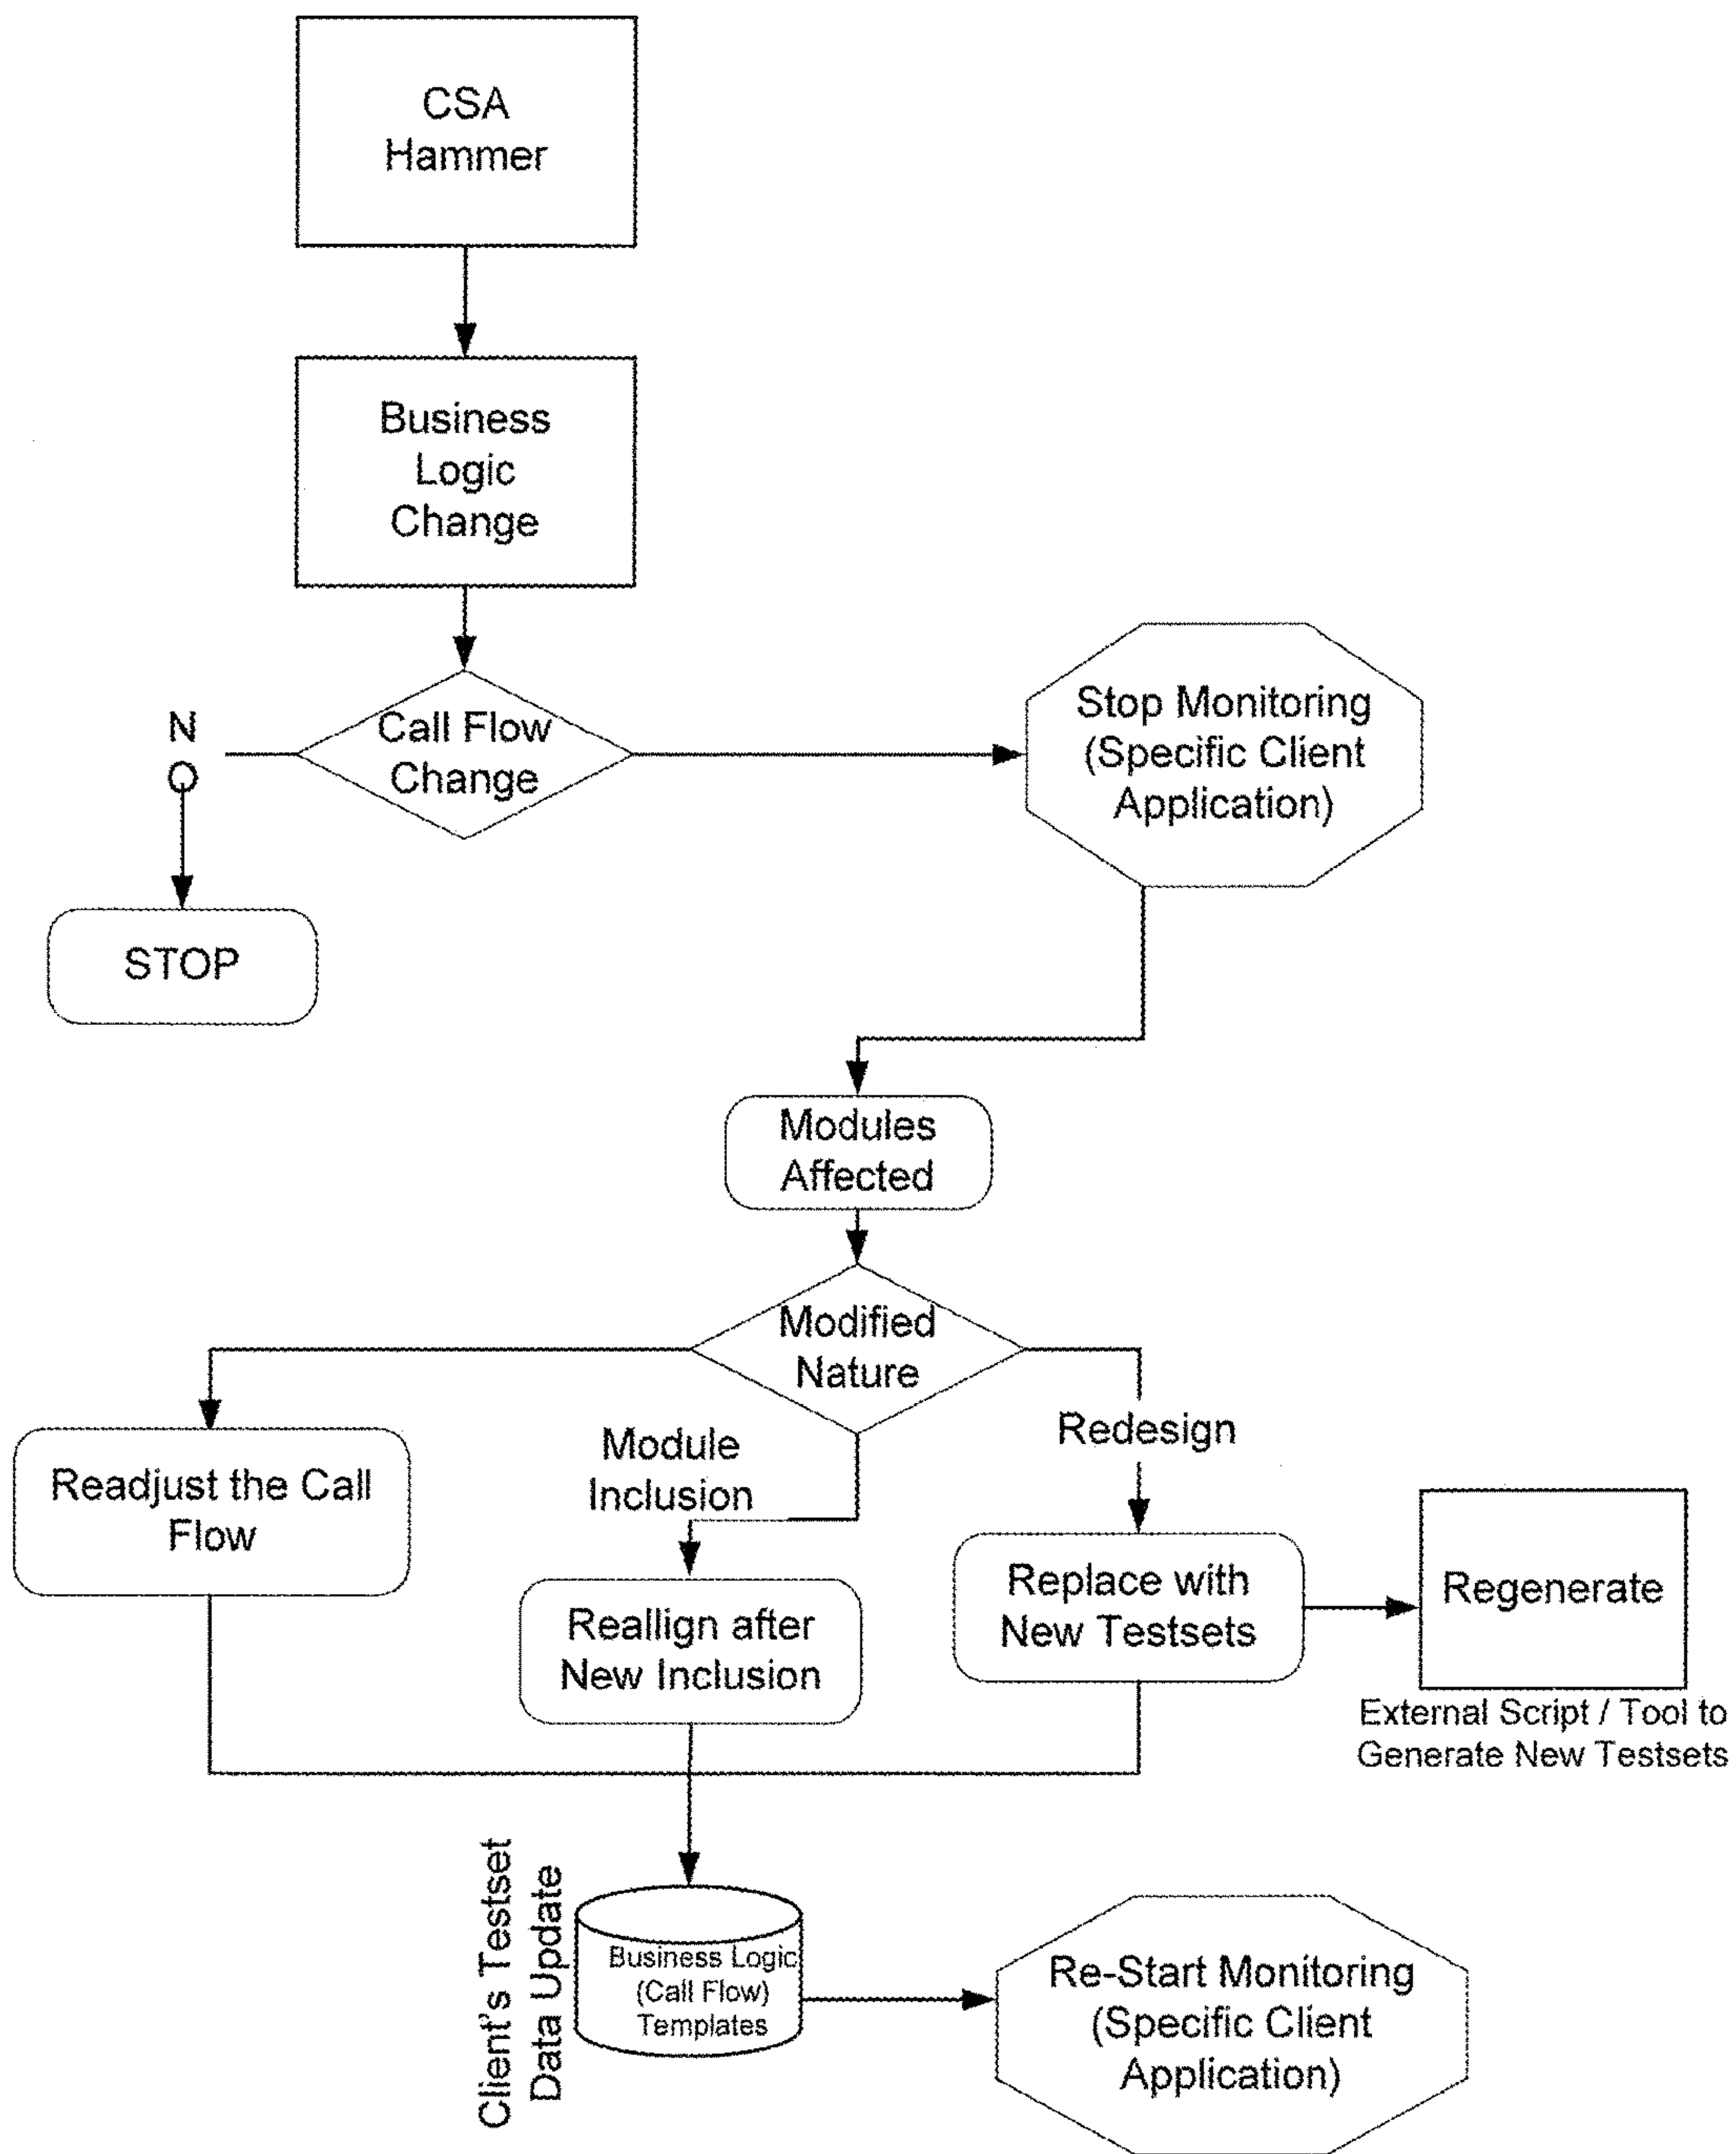 CSA
Hammer
Business
Logic
Change
N
O
Call Flow
Change
Stop Monitoring
(Specific Client
Application)
STOP
Modules
Affected
Modified
Nature
Readjust the Call
Flow
Module
Inclusion
Redesign
Reallign after
New Inclusion
Replace with
New Testsets
Regenerate
External Script / Tool to
Generate New Testsets
Client's Testset
Data Update
Business Logic
(Call Flow)
Templates
Re-Start Monitoring
(Specific Client
Application)